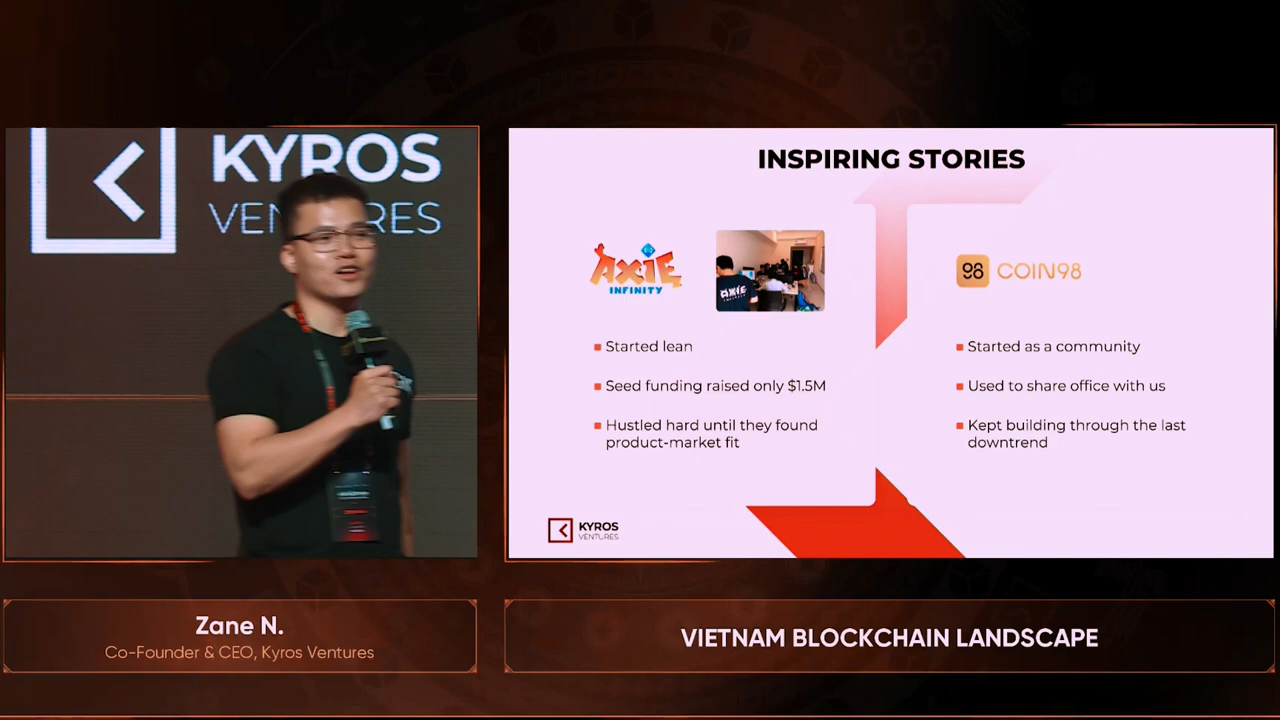 KYROS
VENTURES
INSPIRING STORIES
AXIE
INFINITY
AXIE
98
COIN98
Started lean
Seed funding raised only $1.5M
Hustled hard until they found
product-market fit
Started as a community
Used to share office with us
Kept building through the last
downtrend
KYROS
VENTURES
Zane N.
Co-Founder & CEO, Kyros Ventures
VIETNAM BLOCKCHAIN LANDSCAPE